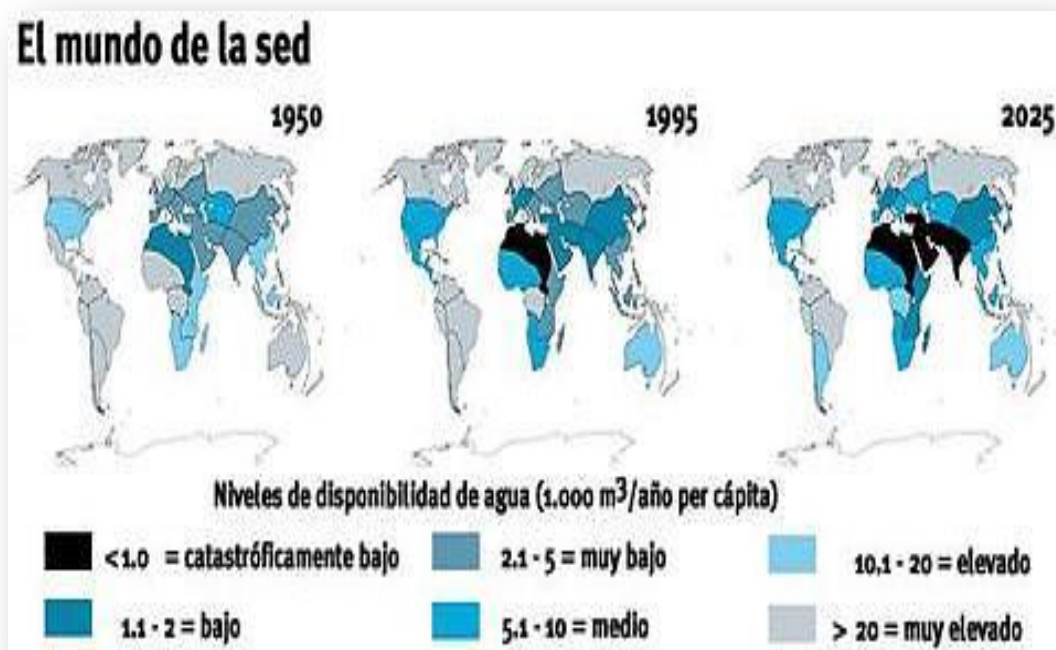 El mundo de la sed
1950
1995
2025
Niveles de disponibilidad de agua (1.000 m³/año per cápita)
<1.0 = catastróficamente bajo
2.1 - 5 = muy bajo
10,1 - 20 = elevado
1.1 - 2 = bajo
5.1 - 10 = medio
> 20 = muy elevado